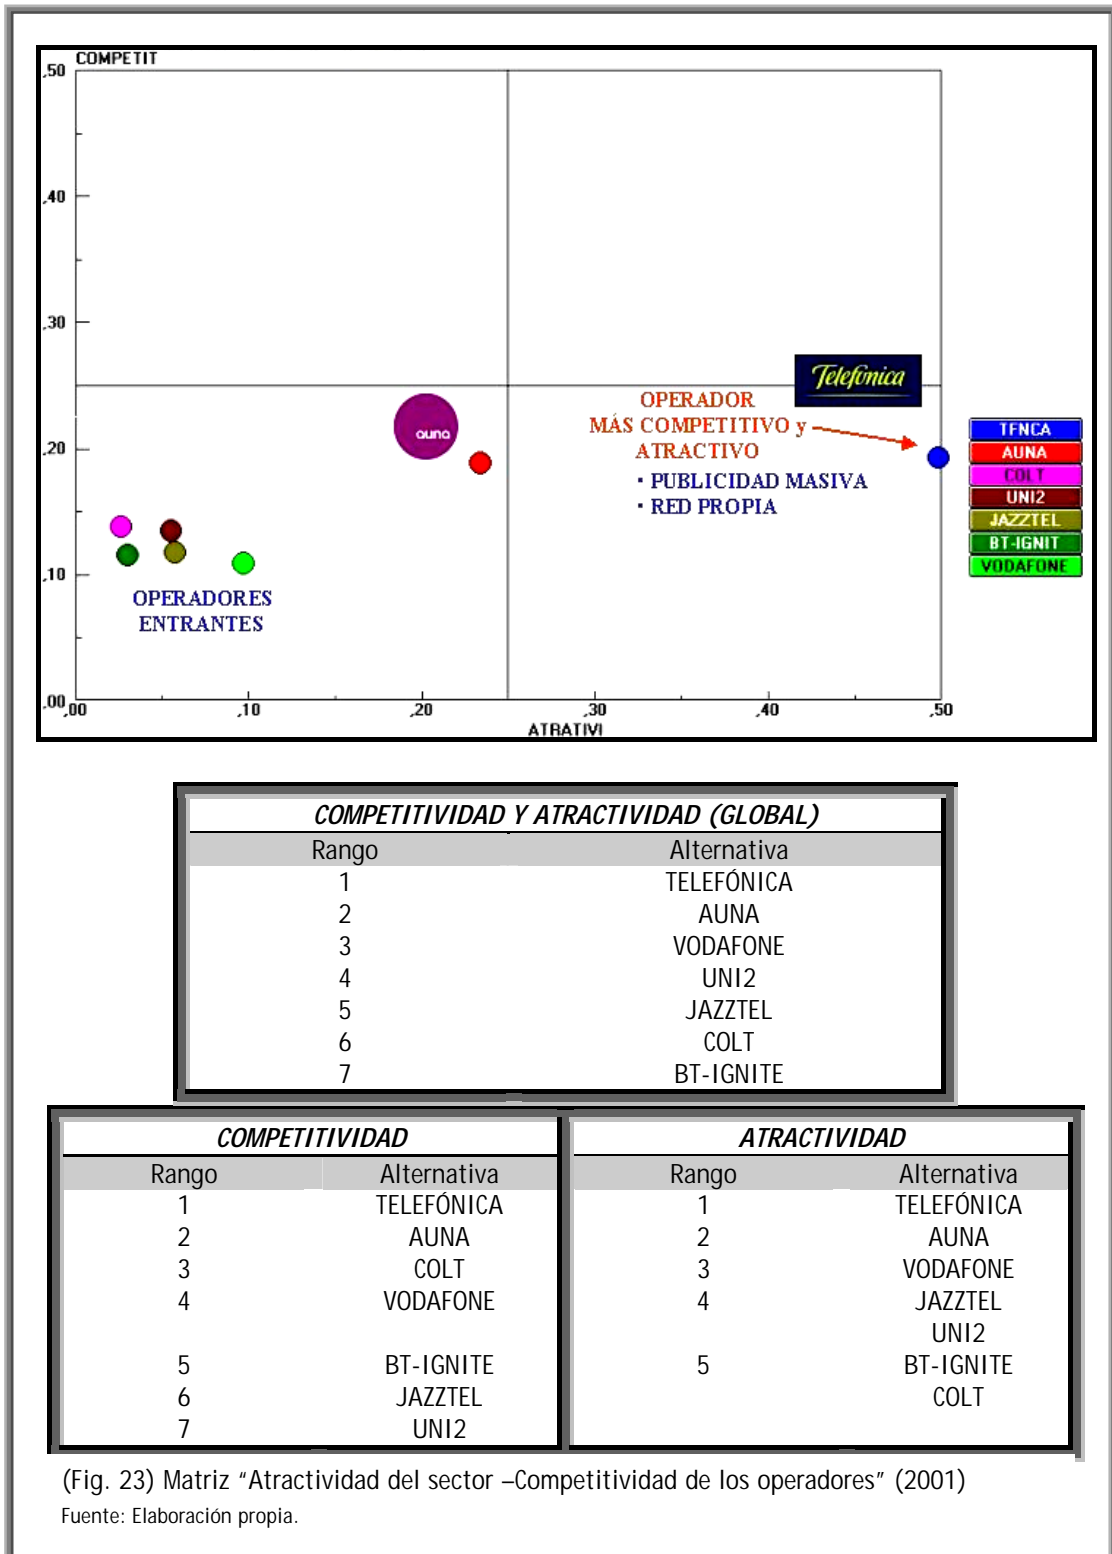 COMPETIT
,50
,40
,30
,20
,10
,00
,00 ,10 ,20 ,30 ,40 ,50
ATRATIVI
auna
Telefónica
OPERADOR
MÁS COMPETITIVO y
ATRACTIVO
· PUBLICIDAD MASIVA
· RED PROPIA
OPERADORES
ENTRANTES
TFNCA
AUNA
COLT
UNI2
JAZZTEL
BT-IGNIT
VODAFONE
COMPETITIVIDAD Y ATRACTIVIDAD (GLOBAL)
Rango Alternativa
1 TELEFÓNICA
2 AUNA
3 VODAFONE
4 UNI2
5 JAZZTEL
6 COLT
7 BT-IGNITE
COMPETITIVIDAD
Rango Alternativa
1 TELEFÓNICA
2 AUNA
3 COLT
4 VODAFONE
5 BT-IGNITE
6 JAZZTEL
7 UNI2
ATRACTIVIDAD
Rango Alternativa
1 TELEFÓNICA
2 AUNA
3 VODAFONE
4 JAZZTEL
UNI2
5 BT-IGNITE
COLT
(Fig. 23) Matriz “Atractividad del sector –Competitividad de los operadores” (2001)
Fuente: Elaboración propia.